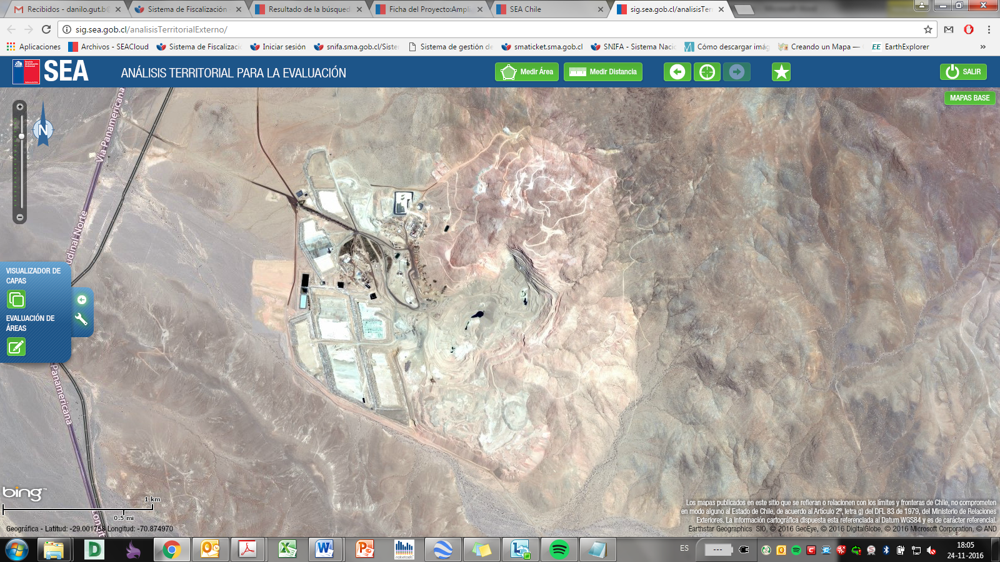 Recibidos - danilo.gut.b@
Sistema de Fiscalización
Resultado de la búsqued
Ficha del Proyecto:Ampli
SEA Chile
sig.sea.gob.cl/analisisTerr
sig.sea.gob.cl/analisisTerritorialExterno/
Aplicaciones
Archivos - SEACloud
Sistema de Fiscalizaci
Iniciar sesión
snifa.sma.gob.cl/Siste
Sistema de gestión de
smaticket.sma.gob.cl
SNIFA - Sistema Naci
Cómo descargar imág
Creando un Mapa —
EE EarthExplorer
»
SEA
ANÁLISIS TERRITORIAL PARA LA EVALUACIÓN
Medir Área
Medir Distancia
SALIR
MAPAS BASE
N
Vía Panamericana
udinal Norte
VISUALIZADOR DE
CAPAS
EVALUACIÓN DE
ÁREAS
Panamericana
Longit
bing™
1 km
0.5 mi
Geográfica - Latitud: -29.001758 Longitud: -70.874970
Los mapas publicados en este sitio que se refieran o relacionen con los límites y fronteras de Chile, no comprometen
en modo alguno al Estado de Chile, de acuerdo al Artículo 2º, letra g) del DFL 83 de 1979, del Ministerio de Relaciones
Exteriores. La información cartográfica dispuesta esta referenciada al Datum WGS84 y es de carácter referencial.
Earthstar Geographics SIO, © 2016 GeoEye, © 2016 DigitalGlobe, © 2016 Microsoft Corporation, © AND
noisetooth
ES
---
18:05
24-11-2016